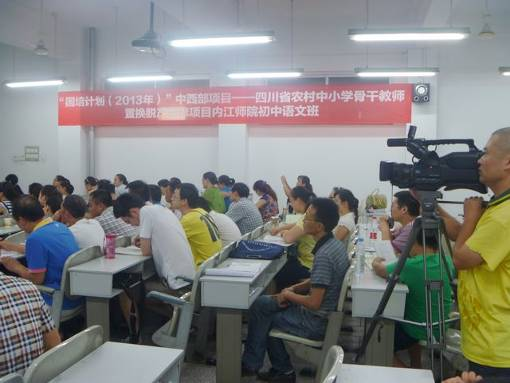 “国培计划（2013年）”中西部项目——四川省农村中小学骨干教师
置换脱项目内江师院初中语文班